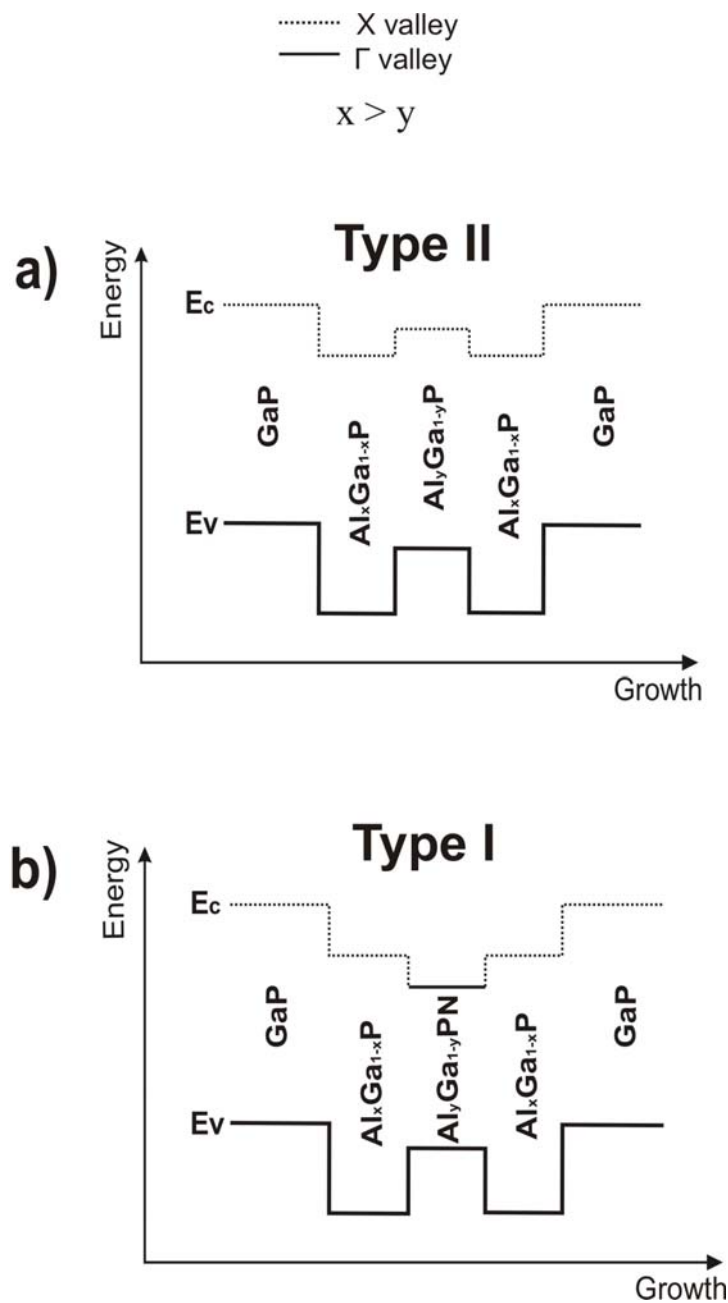 X valley
Γ valley
x > y
a)
Type II
Energy
Ec
GaP
AlxGa1-xP
AlyGa1-yP
AlxGa1-xP
GaP
Ev
Growth
b)
Type I
Energy
Ec
GaP
AlxGa1-xP
AlyGa1-yPN
AlxGa1-xP
GaP
Ev
Growth